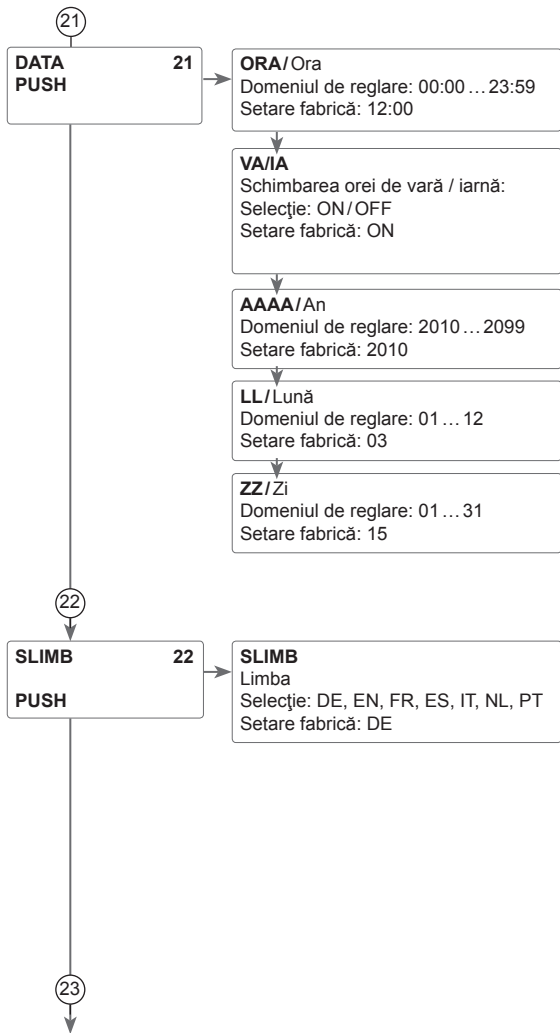 21
DATA 21
PUSH
ORA/Ora
Domeniul de reglare: 00:00…23:59
Setare fabrică: 12:00
VA/IA
Schimbarea orei de vară / iarnă:
Selecţie: ON/OFF
Setare fabrică: ON
AAAA/An
Domeniul de reglare: 2010…2099
Setare fabrică: 2010
LL/Lună
Domeniul de reglare: 01…12
Setare fabrică: 03
ZZ/Zi
Domeniul de reglare: 01…31
Setare fabrică: 15
22
SLIMB 22
PUSH
SLIMB
Limba
Selecţie: DE, EN, FR, ES, IT, NL, PT
Setare fabrică: DE
23